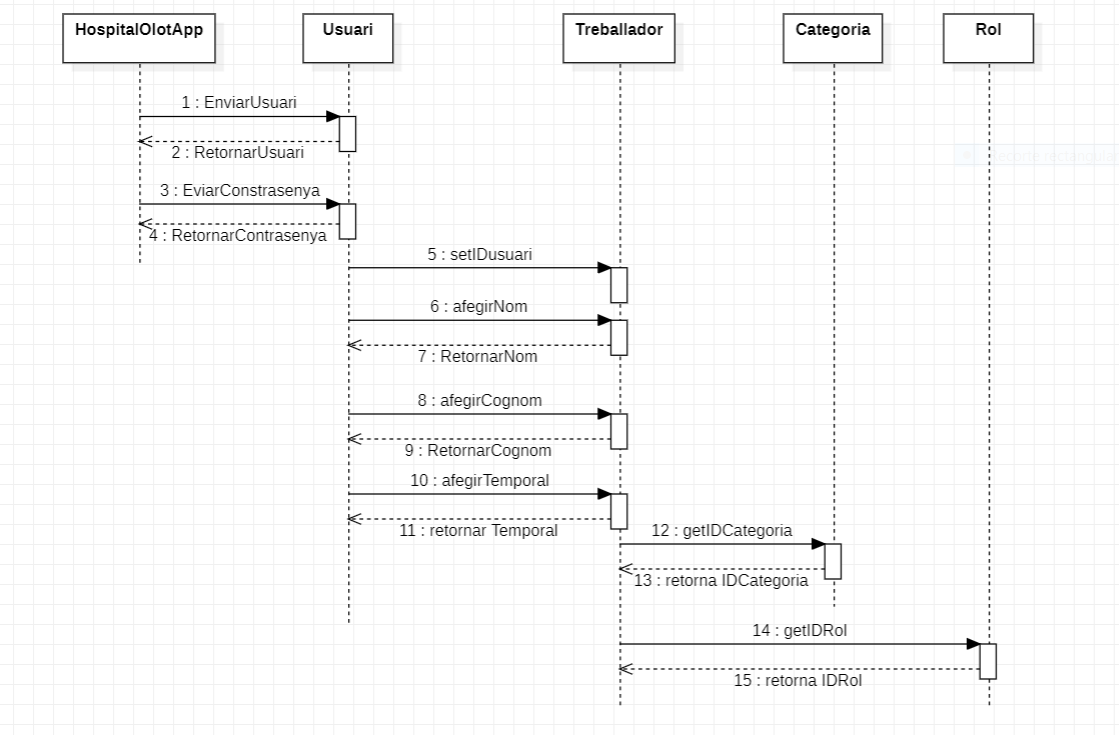 HospitalOlotApp
Usuari
Treballador
Categoria
Rol
1 : EnviarUsuari
2 : RetornarUsuari
Recorte rectangular
3 : EviarConstrasenya
4 : RetornarContrasenya
5 : setIDusuari
6 : afegirNom
7 : RetornarNom
8 : afegirCognom
9 : RetornarCognom
10 : afegirTemporal
11 : retornar Temporal
12 : getIDCategoria
13 : retorna IDCategoria
14 : getIDRol
15 : retorna IDRol